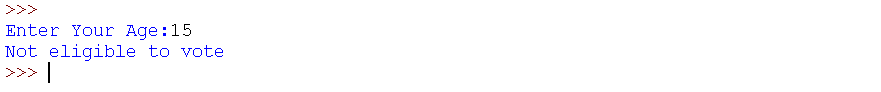 >>>
Enter Your Age:15
Not eligible to vote
>>>